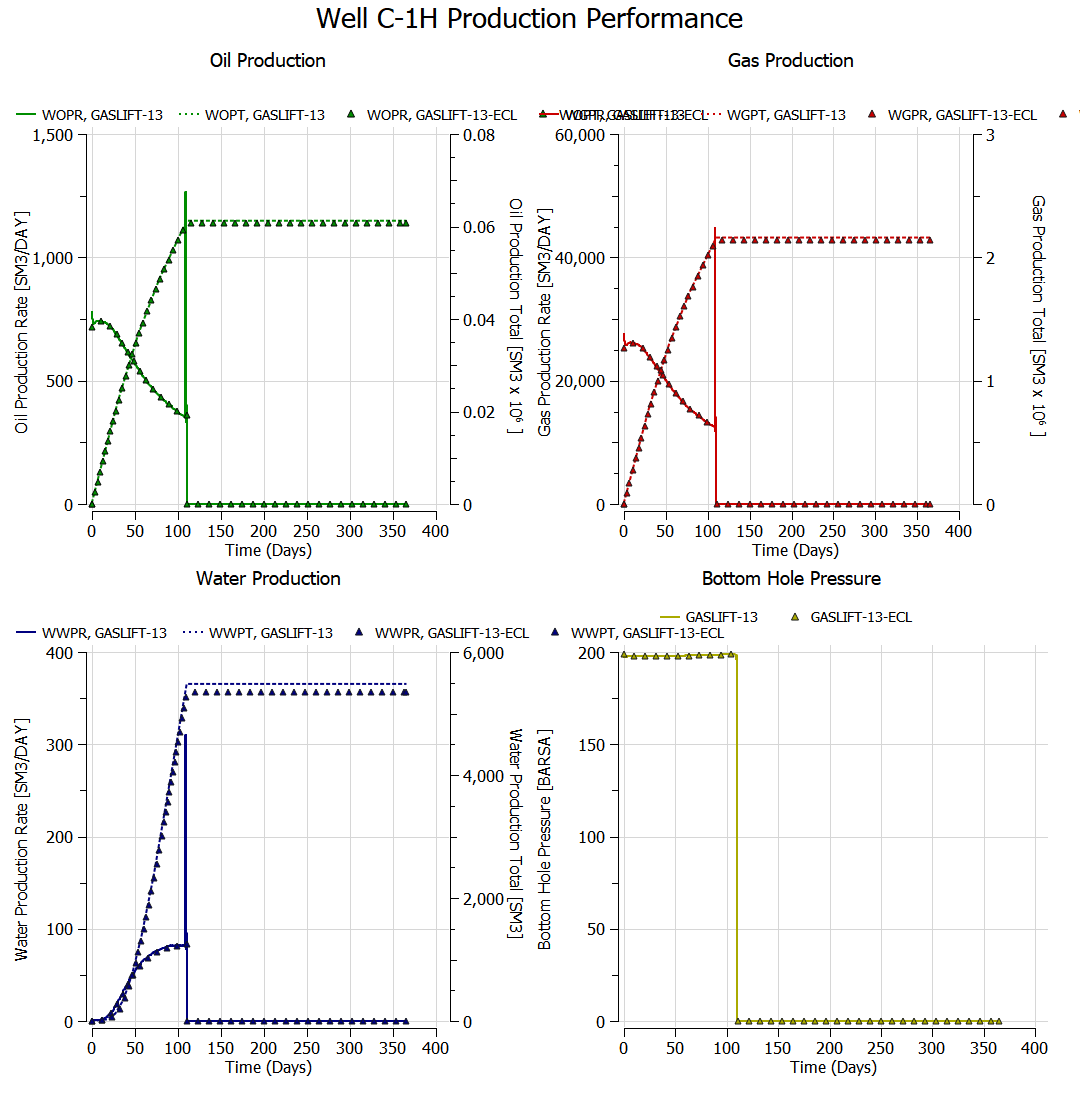 Well C-1H Production Performance
Oil Production
Gas Production
WOPR, GASLIFT-13 WOPT, GASLIFT-13 WOPR, GASLIFT-13-ECL
WGPT, GASLIFT-13 WGPR, GASLIFT-13-ECL
1,500
1,000
500
0
Oil Production Rate [SM3/DAY]
0.08
0.06
0.04
0.02
0
Oil Production Total [SM3 x 10⁶ ]
0 50 100 150 200 250 300 350 400
Time (Days)
60,000
40,000
20,000
0
Gas Production Rate [SM3/DAY]
3
2
1
0
Gas Production Total [SM3 x 10⁶ ]
0 50 100 150 200 250 300 350 400
Time (Days)
Water Production
WWPR, GASLIFT-13 WWPT, GASLIFT-13 WWPR, GASLIFT-13-ECL WWPT, GASLIFT-13-ECL
400
300
200
100
0
Water Production Rate [SM3/DAY]
6,000
4,000
2,000
0
Water Production Total [SM3]
0 50 100 150 200 250 300 350 400
Time (Days)
Bottom Hole Pressure
GASLIFT-13 GASLIFT-13-ECL
200
150
100
50
0
Bottom Hole Pressure [BARSA]
0 50 100 150 200 250 300 350 400
Time (Days)